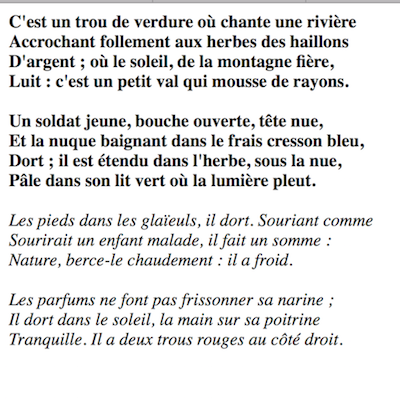 C'est un trou de verdure où chante une rivière
Accrochant follement aux herbes des haillons
D'argent ; où le soleil, de la montagne fière,
Luit : c'est un petit val qui mousse de rayons.
Un soldat jeune, bouche ouverte, tête nue,
Et la nuque baignant dans le frais cresson bleu,
Dort ; il est étendu dans l'herbe, sous la nue,
Pâle dans son lit vert où la lumière pleut.
Les pieds dans les glaïeuls, il dort. Souriant comme
Sourirait un enfant malade, il fait un somme :
Nature, berce-le chaudement : il a froid.
Les parfums ne font pas frissonner sa narine ;
Il dort dans le soleil, la main sur sa poitrine
Tranquille. Il a deux trous rouges au côté droit.